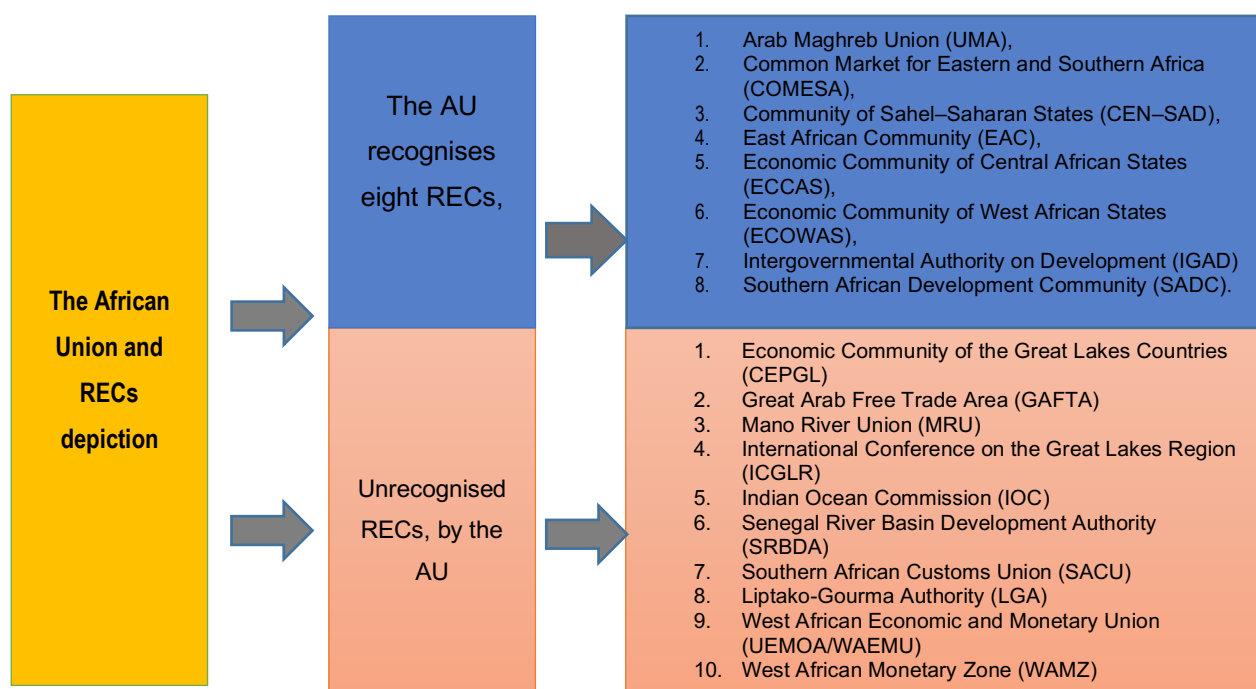 The African
Union and
RECs
depiction
The AU
recognises
eight RECs,
1. Arab Maghreb Union (UMA),
2. Common Market for Eastern and Southern Africa
(COMESA),
3. Community of Sahel–Saharan States (CEN–SAD),
4. East African Community (EAC),
5. Economic Community of Central African States
(ECCAS),
6. Economic Community of West African States
(ECOWAS),
7. Intergovernmental Authority on Development (IGAD)
8. Southern African Development Community (SADC).
Unrecognised
RECs, by the
AU
1. Economic Community of the Great Lakes Countries
(CEPGL)
2. Great Arab Free Trade Area (GAFTA)
3. Mano River Union (MRU)
4. International Conference on the Great Lakes Region
(ICGLR)
5. Indian Ocean Commission (IOC)
6. Senegal River Basin Development Authority
(SRBDA)
7. Southern African Customs Union (SACU)
8. Liptako-Gourma Authority (LGA)
9. West African Economic and Monetary Union
(UEMOA/WAEMU)
10. West African Monetary Zone (WAMZ)